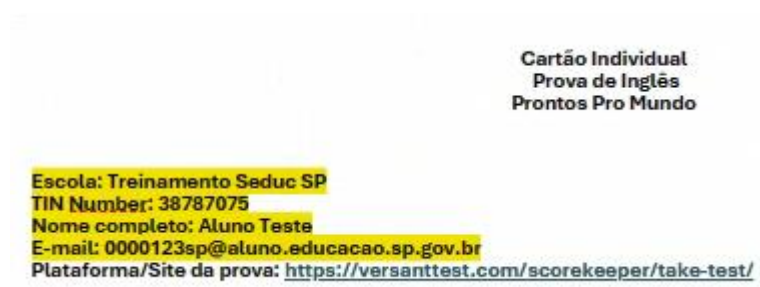 Cartão Individual
Prova de Inglês
Prontos Pro Mundo
Escola: Treinamento Seduc SP
TIN Number: 38787075
Nome completo: Aluno Teste
E-mail: 0000123sp@aluno.educacao.sp.gov.br
Plataforma/Site da prova: https://versanttest.com/scorekeeper/take-test/